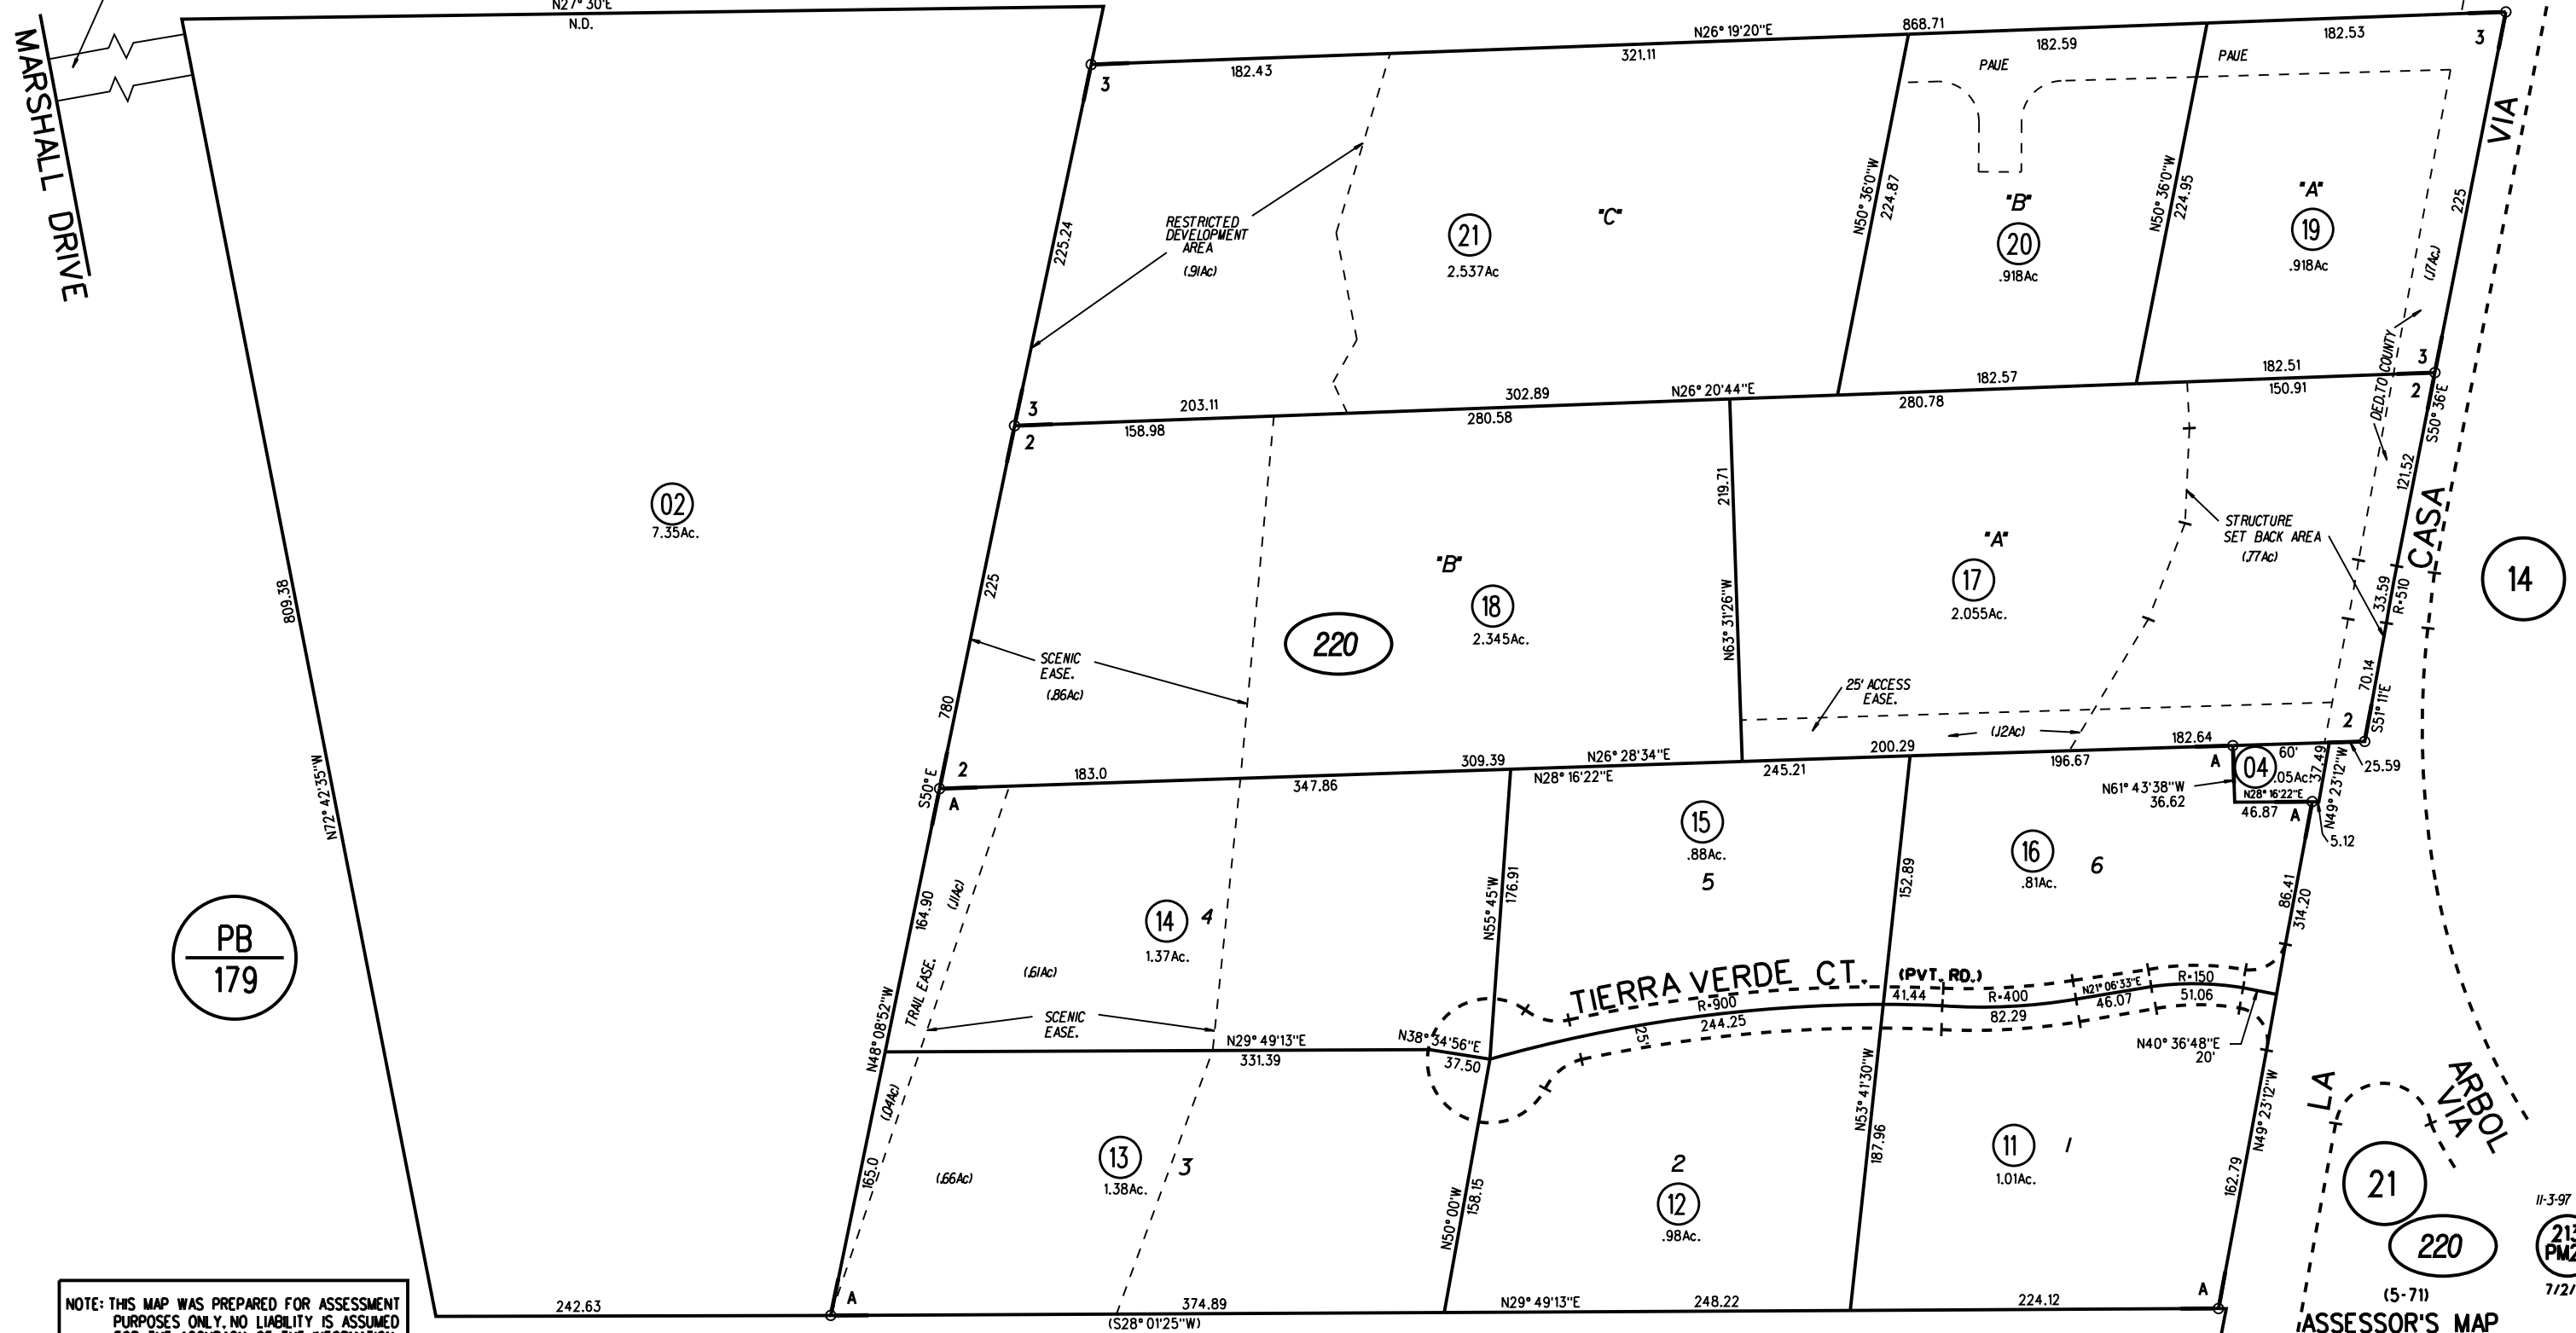 N27° 30'E
N.D.
MARSHALL DRIVE
N26° 19'20"E
868.71
182.43
321.11
182.59
182.53
3
3
PAUE
PAUE
VIA
N50° 36'0"W
224.87
N50° 36'0"W
224.95
"A"
19
.918Ac
"B"
20
.918Ac
"C"
21
2.537Ac
RESTRICTED
DEVELOPMENT
AREA
(.91Ac)
225.24
225
(.17Ac)
DED. TO COUNTY
3
203.11
302.89
N26° 20'44"E
182.57
182.51
3
2
158.98
280.58
280.78
150.91
2
S50° 36'E
121.52
CASA
02
7.35Ac.
809.38
N72° 42'35"W
225
780
S50° E
SCENIC
EASE.
(.86Ac)
"B"
18
2.345Ac.
220
219.71
N63° 31'26"W
"A"
17
2.055Ac.
STRUCTURE
SET BACK AREA
(.77Ac)
33.59
R=510
70.14
S51° 11'E
14
25' ACCESS
EASE.
(.12Ac)
2
2
183.0
309.39
N26° 28'34"E
200.29
182.64
60'
A
347.86
N28° 16'22"E
245.21
196.67
A
04
.05Ac.
37.49
N49° 23'12"W
25.59
N61° 43'38"W
36.62
N28° 16'22"E
46.87
A
5.12
15
.88Ac.
5
16
.81Ac.
6
152.89
N55° 45'W
176.91
86.41
314.20
164.90
(.11Ac)
TRAIL EASE.
14
4
1.37Ac.
(.61Ac)
SCENIC
EASE.
PB
179
N48° 08'52"W
TIERRA VERDE CT. (PVT. RD.)
R=900
244.25
25'
41.44
R=400
82.29
N21° 06'33"E
46.07
R=150
51.06
N40° 36'48"E
20'
N29° 49'13"E
331.39
N38° 34'56"E
37.50
(.04Ac)
165.0
13
3
1.38Ac.
(.66Ac)
N50° 00'W
158.15
2
12
.98Ac.
N53° 41'30"W
187.96
11
1
1.01Ac.
N49° 23'12"W
162.79
LA
ARBOL
VIA
21
220
11-3-97
A
A
242.63
374.89
N29° 49'13"E
248.22
224.12
(S28° 01'25"W)
(5-71)
ASSESSOR'S MAP
NOTE: THIS MAP WAS PREPARED FOR ASSESSMENT
PURPOSES ONLY. NO LIABILITY IS ASSUMED